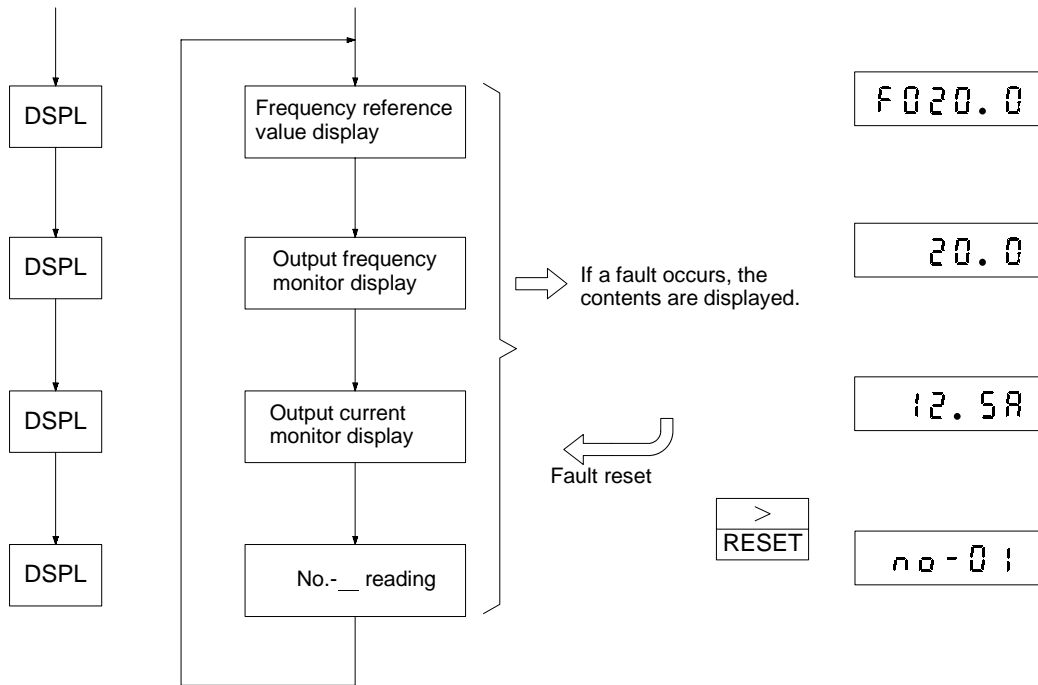 DSPL
Frequency reference
value display
F020.0
DSPL
Output frequency
monitor display
If a fault occurs, the
contents are displayed.
20.0
DSPL
Output current
monitor display
Fault reset
12.5A
>
RESET
DSPL
No.-__ reading
no-01